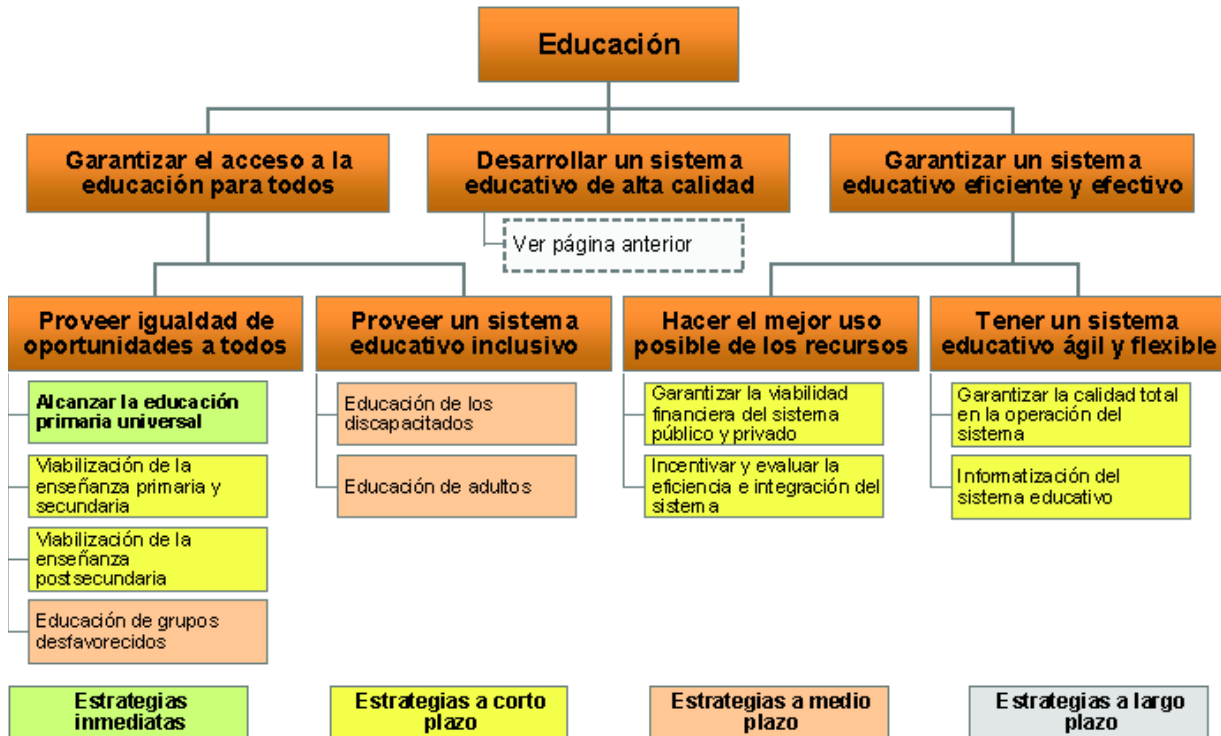 Educación
Garantizar el acceso a la
educación para todos
Desarrollar un sistema
educativo de alta calidad
Garantizar un sistema
educativo eficiente y efectivo
Ver página anterior
Proveer igualdad de
oportunidades a todos
Proveer un sistema
educativo inclusivo
Hacer el mejor uso
posible de los recursos
Tener un sistema
educativo ágil y flexible
Alcanzar la educación
primaria universal
Viabilización de la
enseñanza primaria y
secundaria
Viabilización de la
enseñanza
postsecundaria
Educación de grupos
desfavorecidos
Educación de los
discapacitados
Educación de adultos
Garantizar la viabilidad
financiera del sistema
público y privado
Incentivar y evaluar la
eficiencia e integración del
sistema
Garantizar la calidad total
en la operación del
sistema
Informatización del
sistema educativo
Estrategias
inmediatas
Estrategias a corto
plazo
Estrategias a medio
plazo
Estrategias a largo
plazo